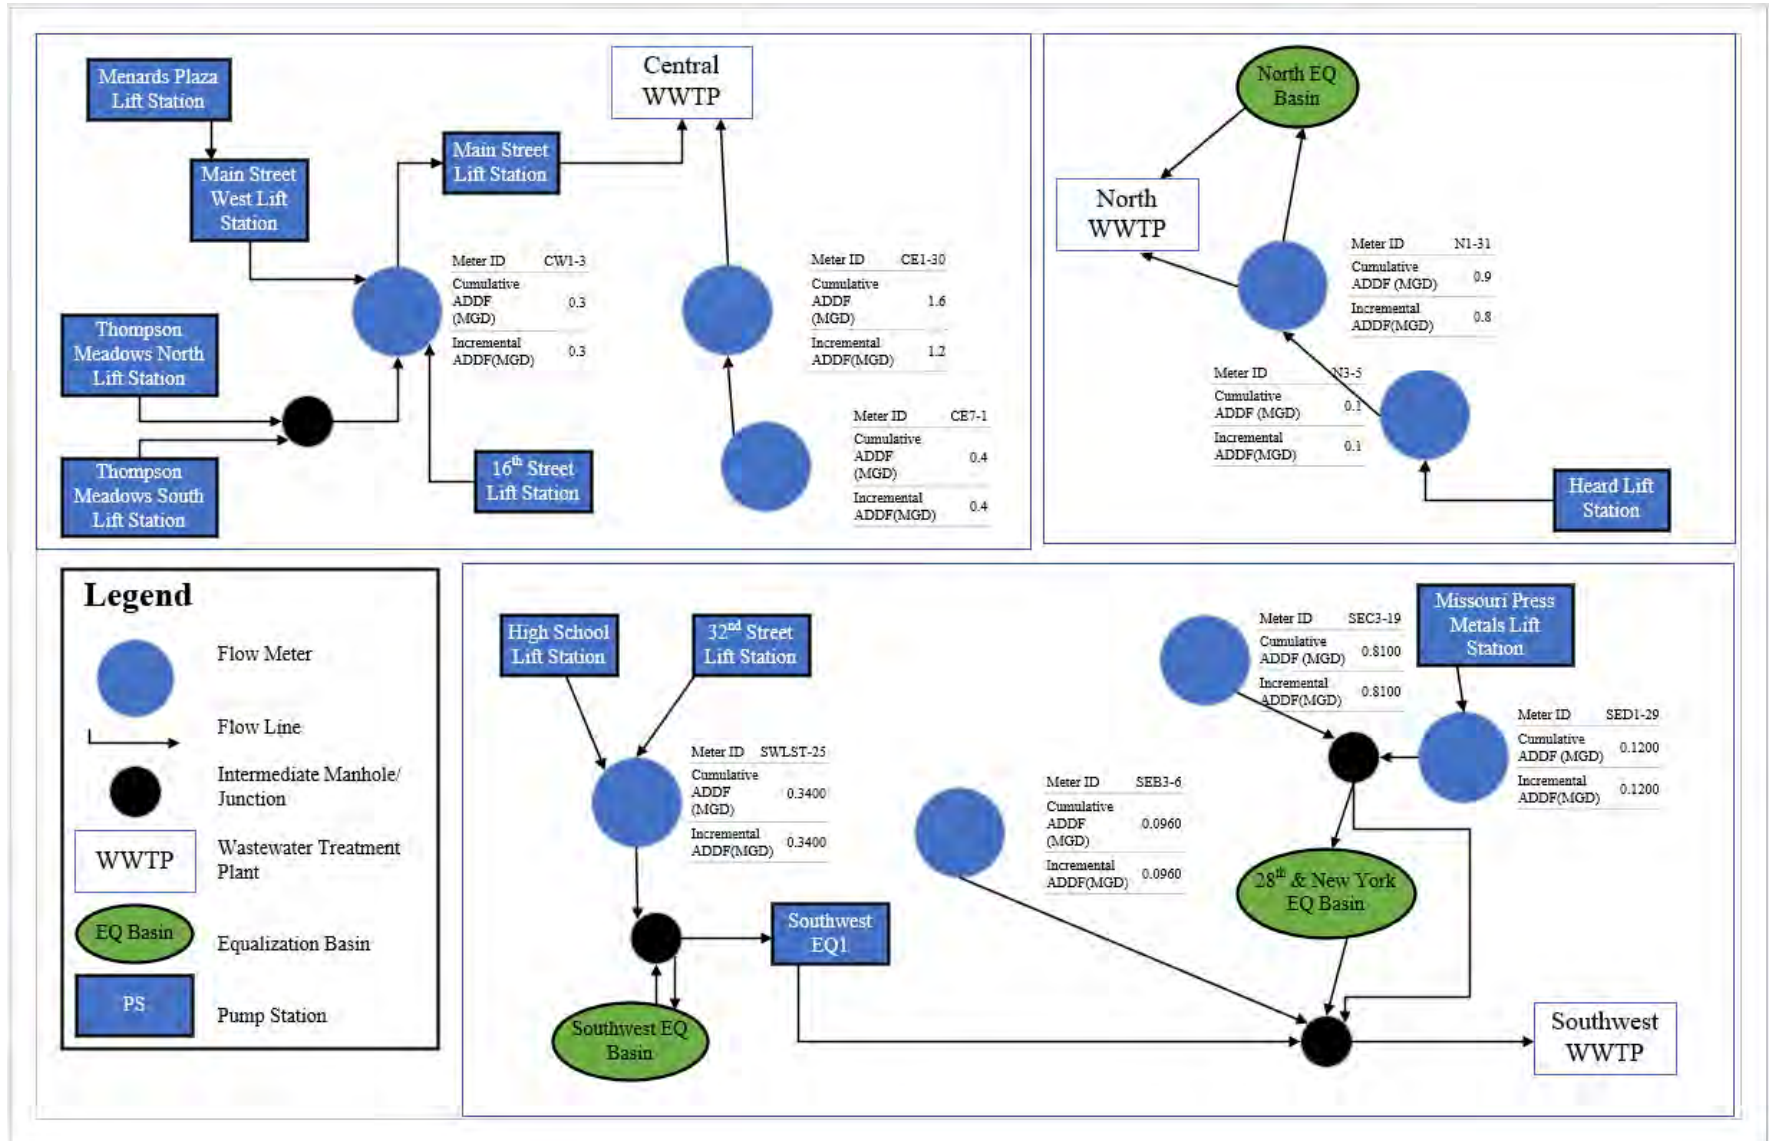 Menards Plaza
Lift Station
Main Street
West Lift
Station
Thompson
Meadows North
Lift Station
Thompson
Meadows South
Lift Station
Main Street
Lift Station
16th Street
Lift Station
Central
WWTP
Meter ID CW1-3
Cumulative
ADDF
(MGD) 0.3
Incremental
ADDF(MGD) 0.3
Meter ID CE1-30
Cumulative
ADDF
(MGD) 1.6
Incremental
ADDF(MGD) 1.2
Meter ID CE7-1
Cumulative
ADDF
(MGD) 0.4
Incremental
ADDF(MGD) 0.4
North EQ
Basin
North
WWTP
Meter ID N1-31
Cumulative
ADDF (MGD) 0.9
Incremental
ADDF(MGD) 0.8
Meter ID N3-5
Cumulative
ADDF (MGD) 0.1
Incremental
ADDF(MGD) 0.1
Heard Lift
Station
Legend
Flow Meter
Flow Line
Intermediate Manhole/
Junction
WWTP
Wastewater Treatment
Plant
EQ Basin
Equalization Basin
PS
Pump Station
High School
Lift Station
32nd Street
Lift Station
Meter ID SWLST-25
Cumulative
ADDF
(MGD) 0.3400
Incremental
ADDF(MGD) 0.3400
Southwest
EQ1
Southwest EQ
Basin
Meter ID SEB3-6
Cumulative
ADDF
(MGD) 0.0960
Incremental
ADDF(MGD) 0.0960
Meter ID SEC3-19
Cumulative
ADDF (MGD) 0.8100
Incremental
ADDF(MGD) 0.8100
Missouri Press
Metals Lift
Station
Meter ID SED1-29
Cumulative
ADDF (MGD) 0.1200
Incremental
ADDF(MGD) 0.1200
28th & New York
EQ Basin
Southwest
WWTP